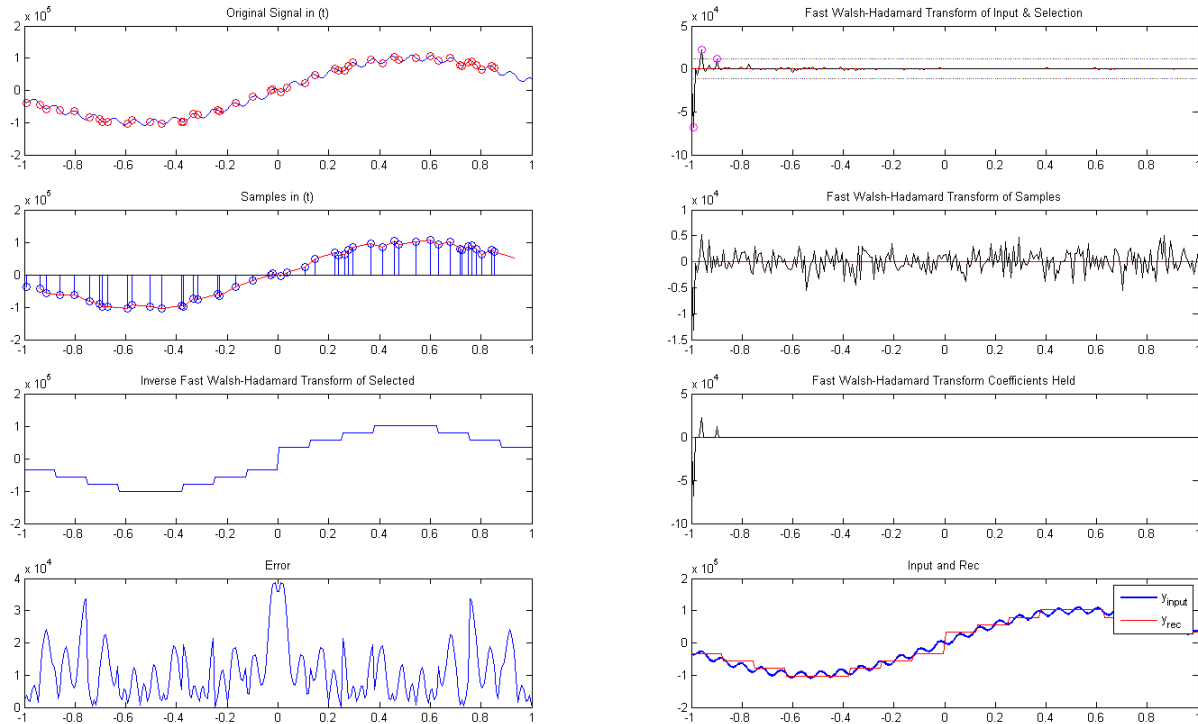 Original Signal in (t)
x 10^5
2
1
0
-1
-2
-1 -0.8 -0.6 -0.4 -0.2 0 0.2 0.4 0.6 0.8 1
Fast Walsh-Hadamard Transform of Input & Selection
x 10^4
5
0
-5
-10
-1 -0.8 -0.6 -0.4 -0.2 0 0.2 0.4 0.6 0.8 1
Samples in (t)
x 10^5
2
1
0
-1
-2
-1 -0.8 -0.6 -0.4 -0.2 0 0.2 0.4 0.6 0.8 1
Fast Walsh-Hadamard Transform of Samples
x 10^4
1
0.5
0
-0.5
-1
-1.5
-1 -0.8 -0.6 -0.4 -0.2 0 0.2 0.4 0.6 0.8 1
Inverse Fast Walsh-Hadamard Transform of Selected
x 10^5
2
1
0
-1
-2
-1 -0.8 -0.6 -0.4 -0.2 0 0.2 0.4 0.6 0.8 1
Fast Walsh-Hadamard Transform Coefficients Held
x 10^4
5
0
-5
-10
-1 -0.8 -0.6 -0.4 -0.2 0 0.2 0.4 0.6 0.8 1
Error
x 10^4
4
3
2
1
0
-1 -0.8 -0.6 -0.4 -0.2 0 0.2 0.4 0.6 0.8 1
Input and Rec
x 10^5
2
1
0
-1
-2
-1 -0.8 -0.6 -0.4 -0.2 0 0.2 0.4 0.6 0.8 1
y_input
y_rec